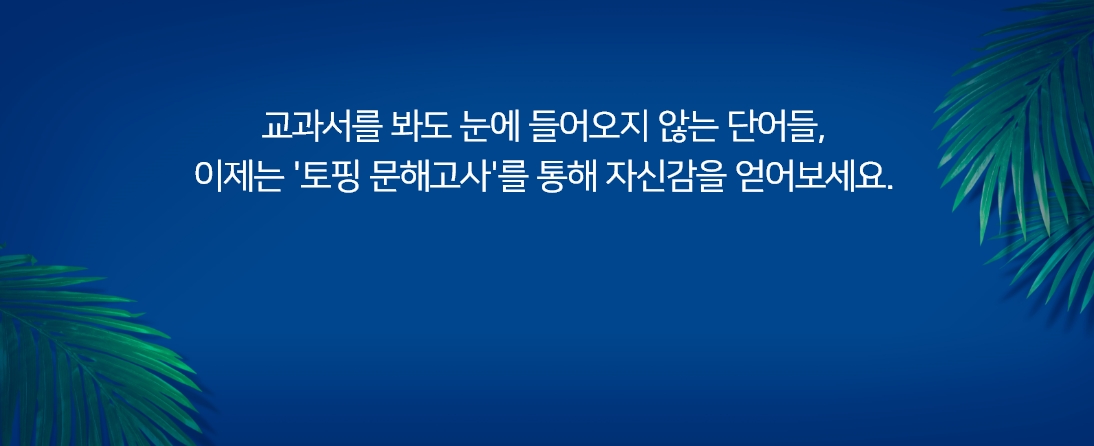 교과서를 봐도 눈에 들어오지 않는 단어들,
이제는 '토핑 문해고사'를 통해 자신감을 얻어보세요.